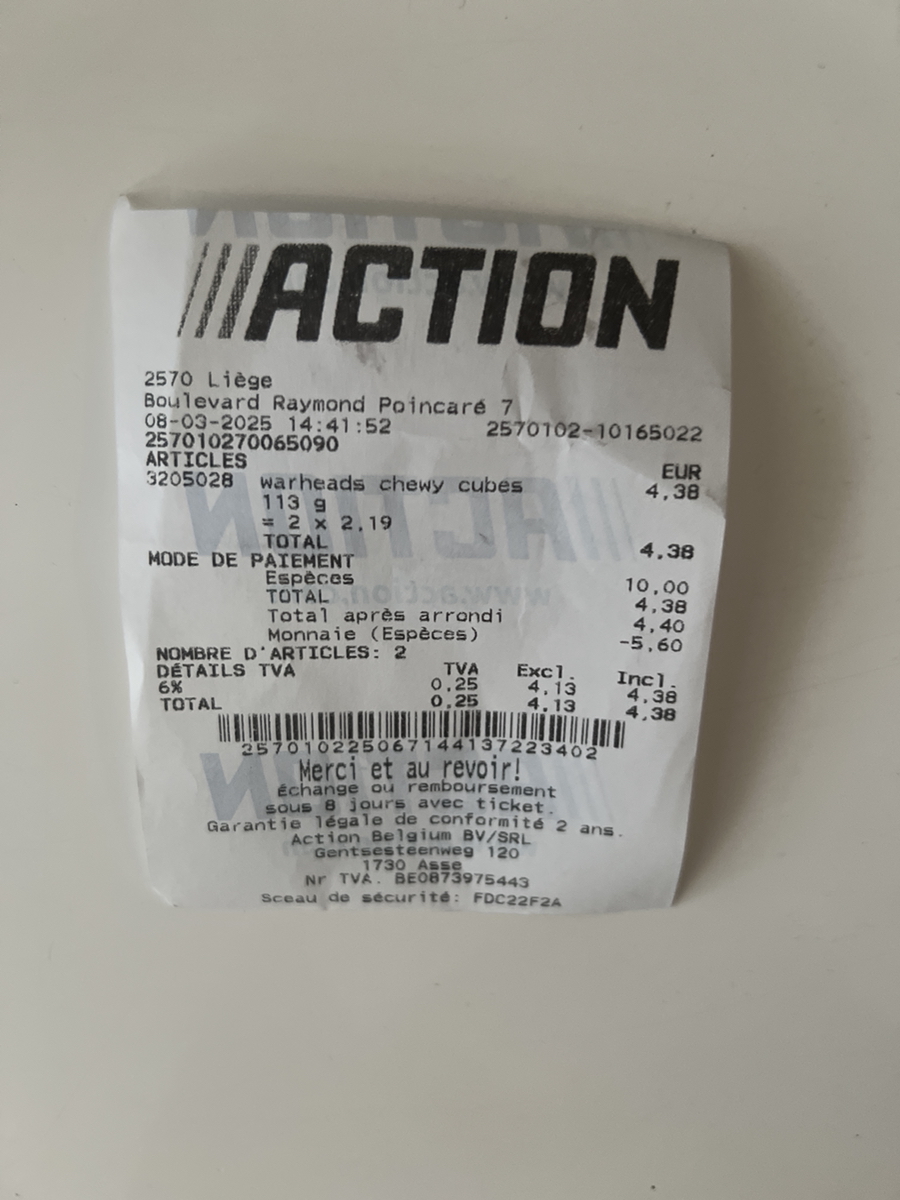 ACTION
2570 Liège
Boulevard Raymond Poincaré 7
08-03-2025 14:41:52 2570102-10165022
257010270065090
ARTICLES EUR
3205028 warheads chewy cubes 4,38
113 g
= 2 x 2,19
TOTAL 4.38
MODE DE PAIEMENT
Espèces 10,00
TOTAL 4,38
Total après arrondi 4,40
Monnaie (Espèces) -5,60
NOMBRE D'ARTICLES: 2
DÉTAILS TVA TVA Excl. Incl.
6% 0,25 4,13 4,38
TOTAL 0,25 4,13 4,38
257010225067144137223402
Merci et au revoir!
Échange ou remboursement
sous 8 jours avec ticket.
Garantie légale de conformité 2 ans.
Action Belgium BV/SRL
Gentsesteenweg 120
1730 Asse
Nr TVA. BE0873975443
Sceau de sécurité: FDC22F2A